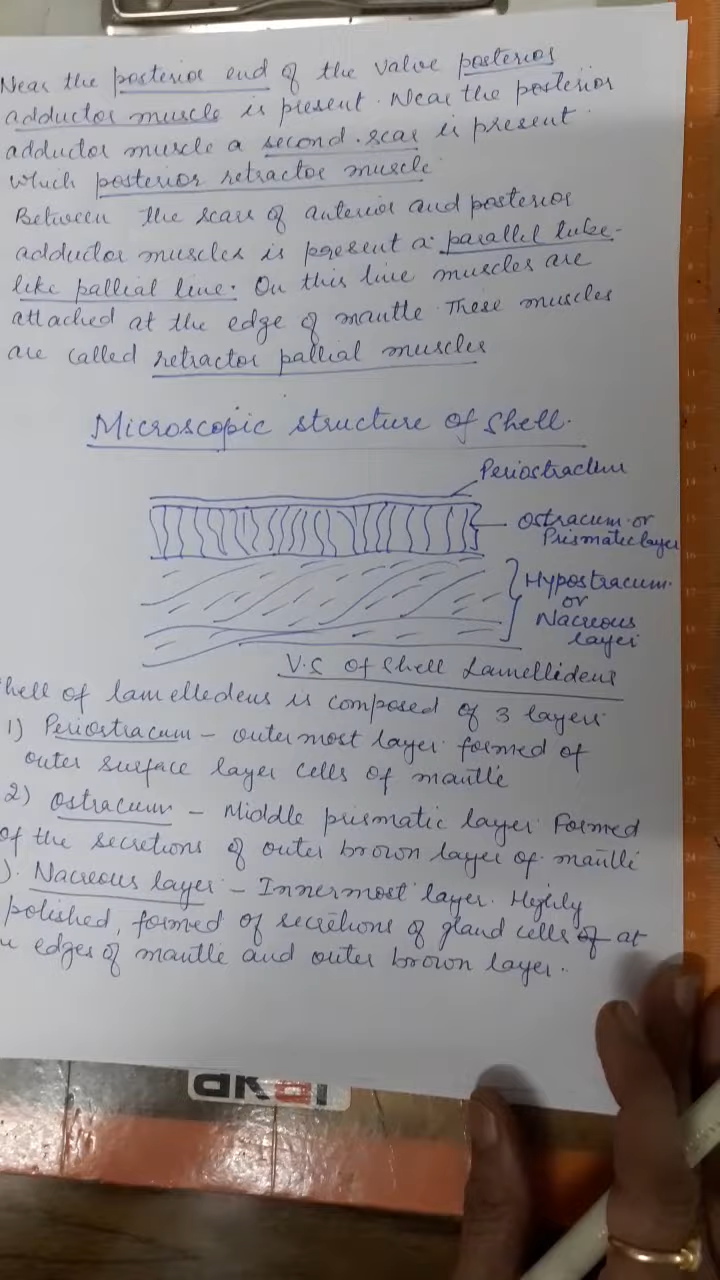 Near the posterior end of the valve posterios
adductor muscle is present. Near the posterior
adductor muscle a second scar is present
which posterior retractor muscle
Between the scars of anterior and posterior
adductor muscles is present a parallel tube-
like pallial line. On this line muscles are
attached at the edge of mantle. These muscles
are called retractor pallial muscles
Microscopic structure of Shell.
Periostracum
Ostracum or
Prismatic layer
Hypostracum
or
Nacreous
layer
V.S of Shell Lamellideus
hell of lamelledeus is composed of 3 layers
1) Periostracum - outermost layer formed of
outer surface layer cells of mantle
2) Ostracum - Middle prismatic layer Formed
of the secretions of outer brown layer of mantle
). Nacreous layer - Innermost layer. Highly
polished, formed of secretions of gland cells of at
edges of mantle and outer brown layer.